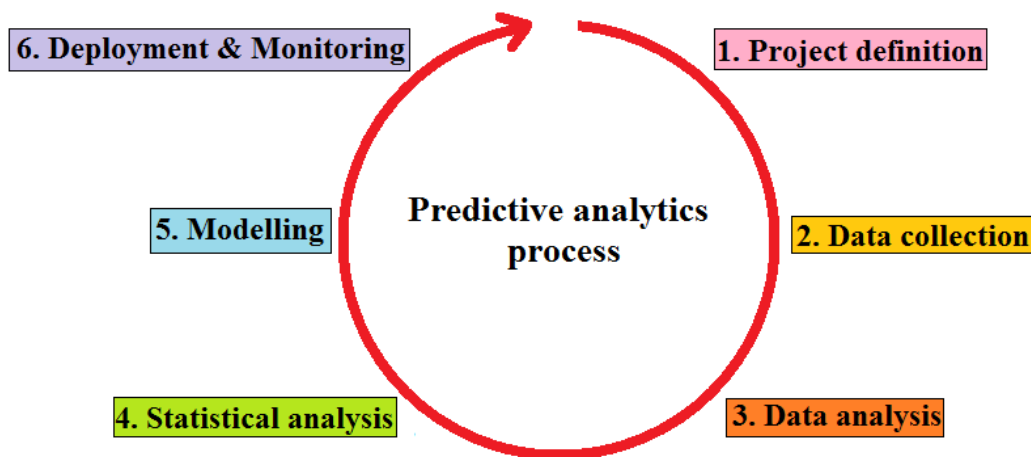 1. Project definition
2. Data collection
3. Data analysis
4. Statistical analysis
5. Modelling
6. Deployment & Monitoring
Predictive analytics
process